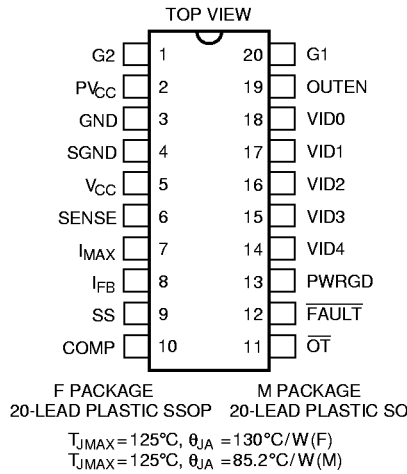 TOP VIEW
G2 1 20 G1
PVCC 2 19 OUTEN
GND 3 18 VID0
SGND 4 17 VID1
VCC 5 16 VID2
SENSE 6 15 VID3
IMAX 7 14 VID4
IFB 8 13 PWRGD
SS 9 12 FAULT
COMP 10 11 OT
F PACKAGE M PACKAGE
20-LEAD PLASTIC SSOP 20-LEAD PLASTIC SO
TJMAX = 125°C, θJA = 130°C/W (F)
TJMAX = 125°C, θJA = 85.2°C/W (M)